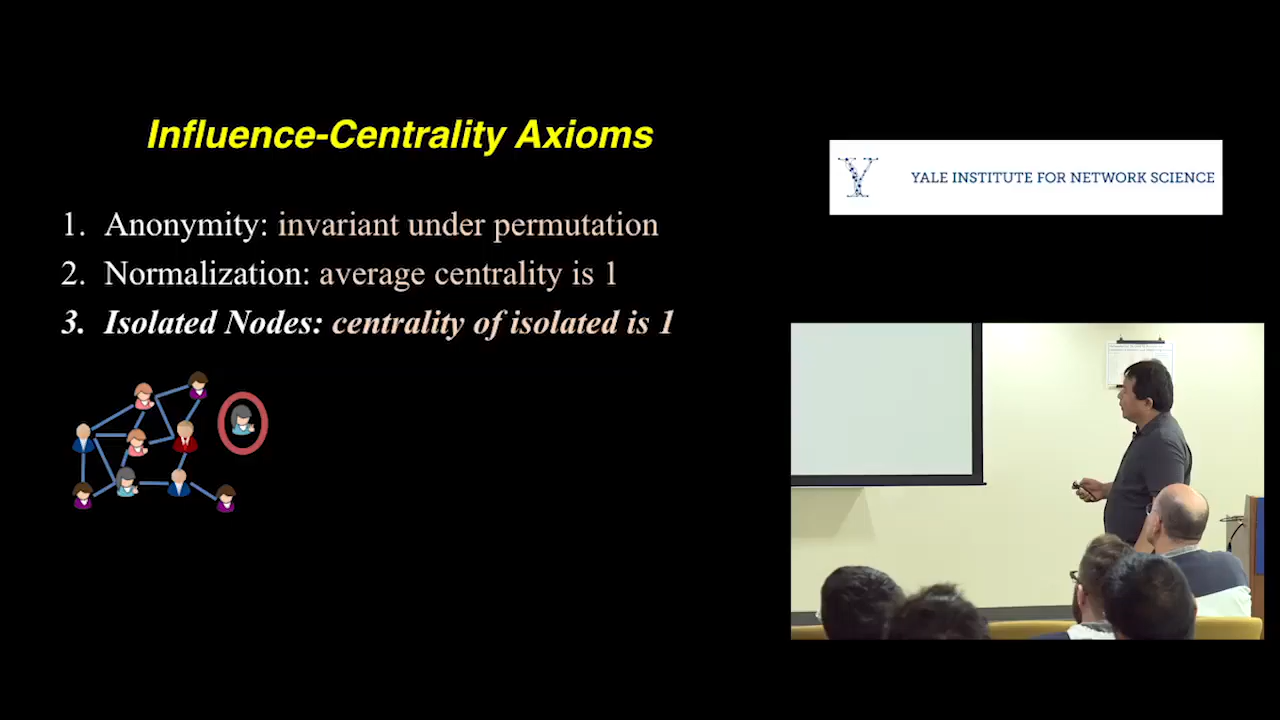 Influence-Centrality Axioms
1. Anonymity: invariant under permutation
2. Normalization: average centrality is 1
3. Isolated Nodes: centrality of isolated is 1
YALE INSTITUTE FOR NETWORK SCIENCE